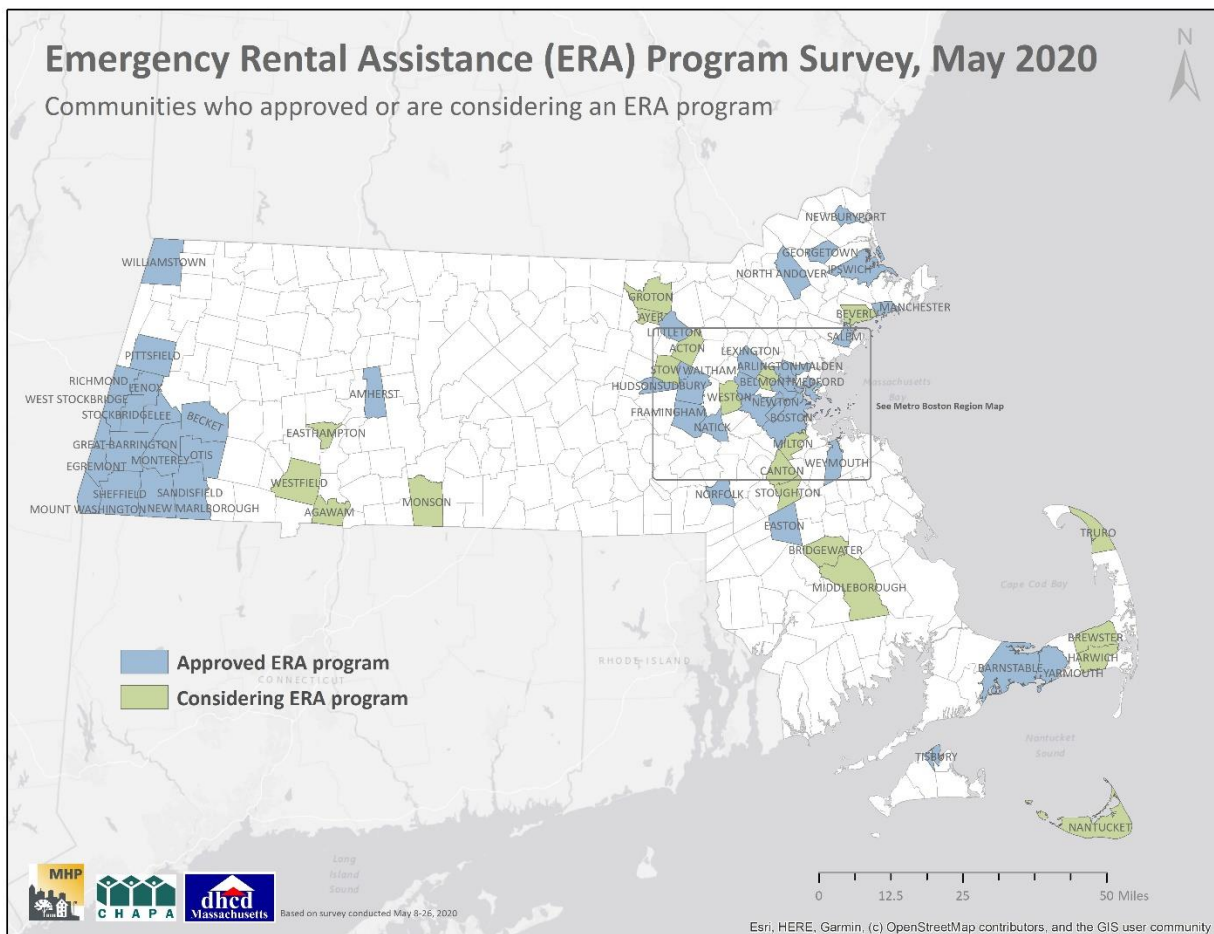 Emergency Rental Assistance (ERA) Program Survey, May 2020
Communities who approved or are considering an ERA program
N
NEWBURYPORT
WILLIAMSTOWN
GEORGETOWN
NORTH ANDOVER
IPSWICH
GROTON
AYER
BEVERLY
MANCHESTER
LITTLETON
SALEM
PITTSFIELD
ACTON
LEXINGTON
STOW
WALTHAM
ARLINGTON
MALDEN
RICHMOND
LENOX
HUDSON
SUDBURY
BELMONT
MEDFORD
Massachusetts
Bay
AMHERST
WEST STOCKBRIDGE
WESTON
NEWTON
See Metro Boston Region Map
STOCKBRIDGE
LEE
BECKET
FRAMINGHAM
BOSTON
NATICK
EASTHAMPTON
GREAT BARRINGTON
MILTON
MONTEREY
OTIS
EGREMONT
WEYMOUTH
CANTON
WESTFIELD
MONSON
NORFOLK
STOUGHTON
SHEFFIELD
SANDISFIELD
MOUNT WASHINGTON
NEW MARLBOROUGH
AGAWAM
EASTON
TRURO
BRIDGEWATER
Cape Cod Bay
MIDDLEBOROUGH
BREWSTER
HARWICH
Approved ERA program
RHODE ISLAND
BARNSTABLE
YARMOUTH
CONNECTICUT
Considering ERA program
Nantucket
Sound
TISBURY
NANTUCKET
Long
Island
Sound
MHP
CHAPA
dhcd
Massachusetts
Based on survey conducted May 8-26, 2020
0 12.5 25 50 Miles
Esri, HERE, Garmin, (c) OpenStreetMap contributors, and the GIS user community